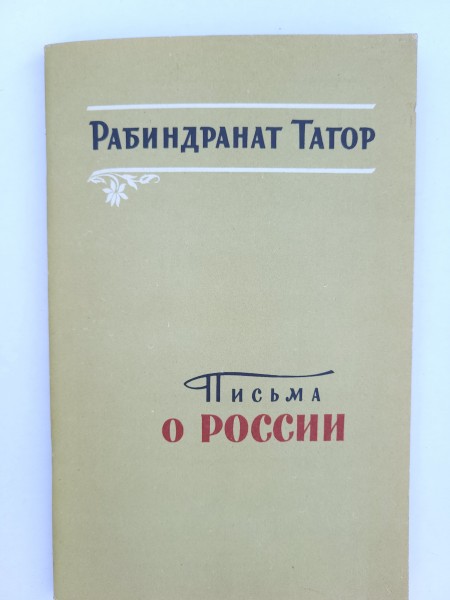 Рабиндранат Тагор
Письма
о России